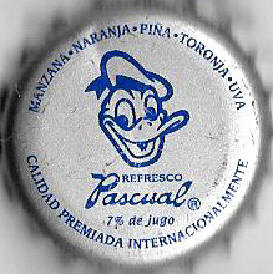 MANZANA•NARANJA•PIÑA•TORONJA•UVA
REFRESCO
Pascual®
7% de jugo
CALIDAD PREMIADA INTERNACIONALMENTE